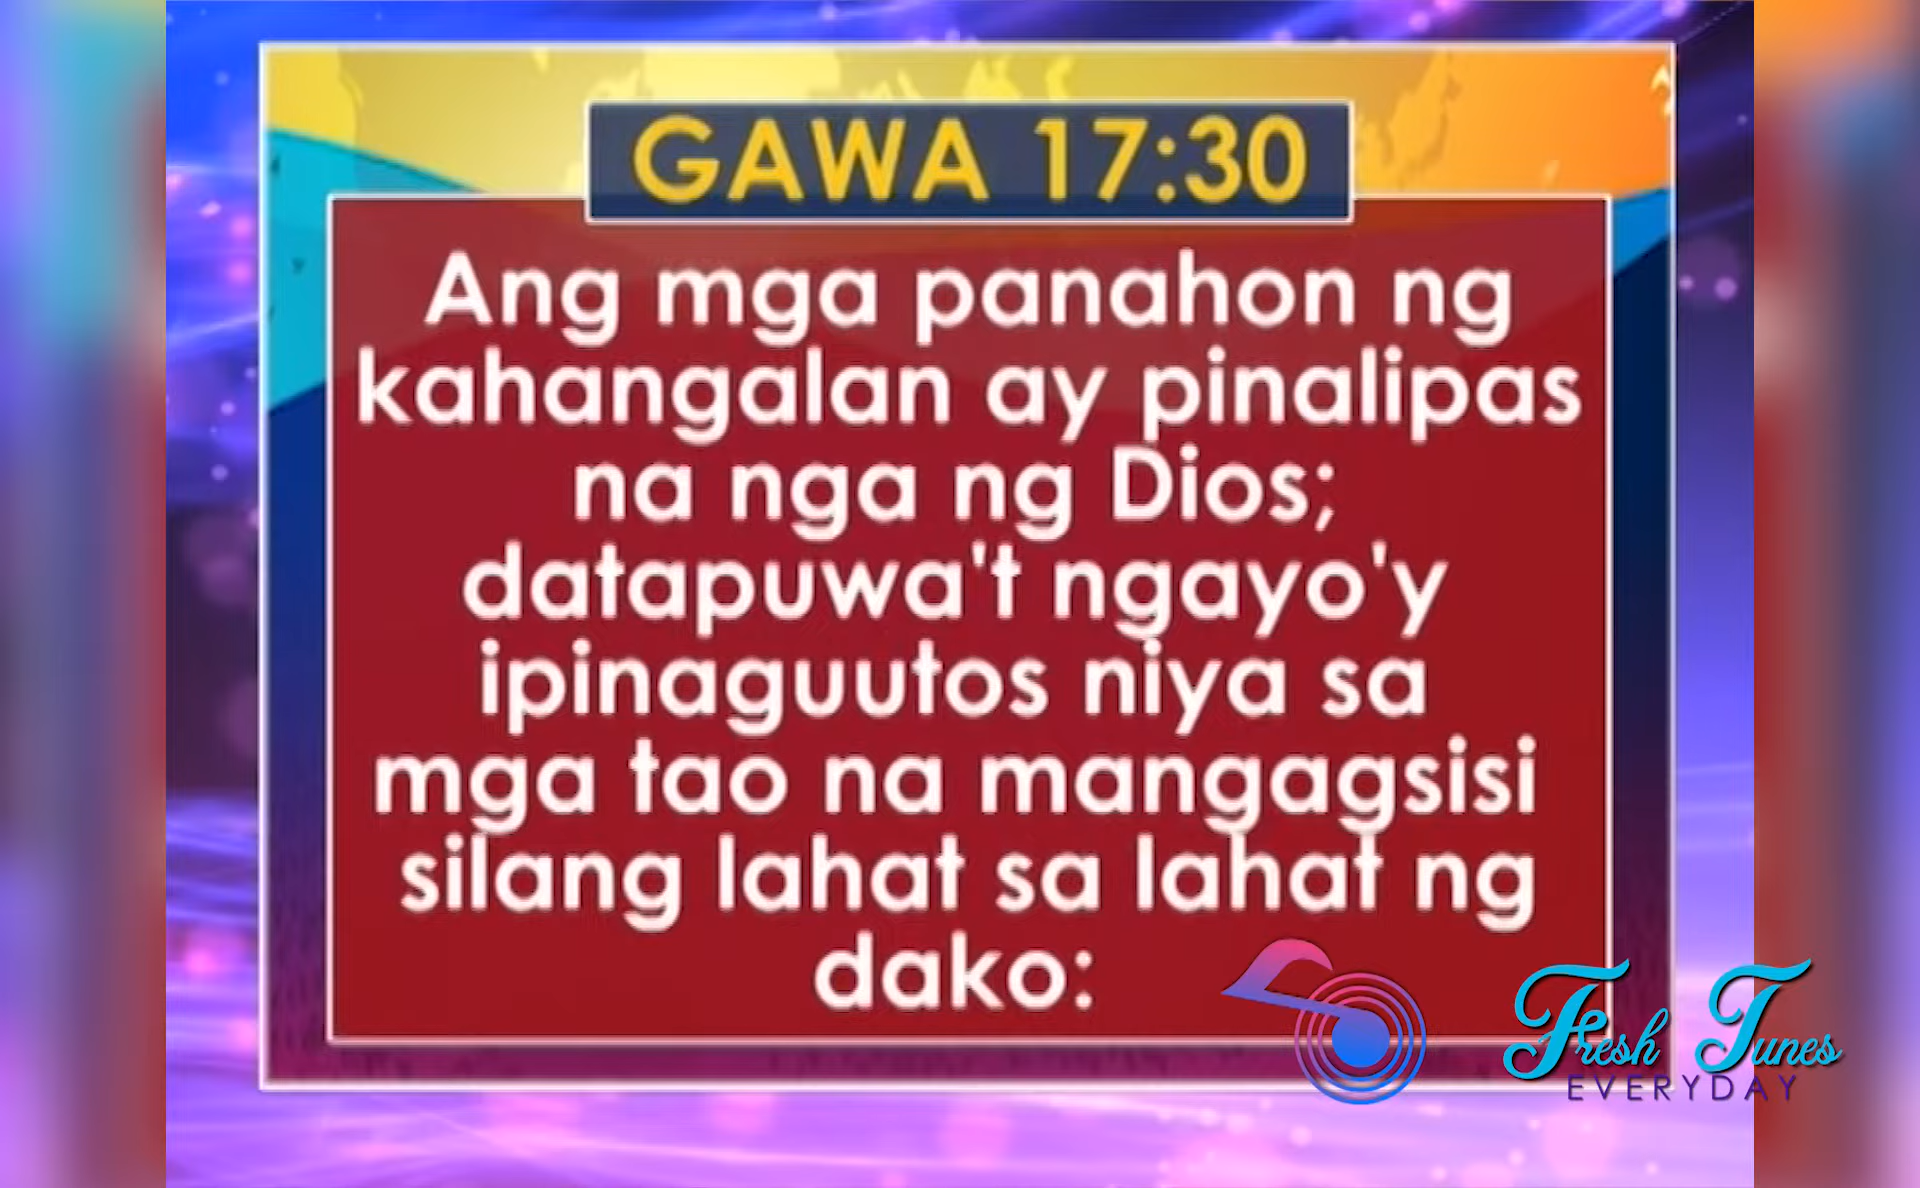 GAWA 17:30
Ang mga panahon ng
kahangalan ay pinalipas
na nga ng Dios;
datapuwa't ngayo'y
ipinaguutos niya sa
mga tao na mangagsisi
silang lahat sa lahat ng
dako:
Fresh Tunes
EVERYDAY